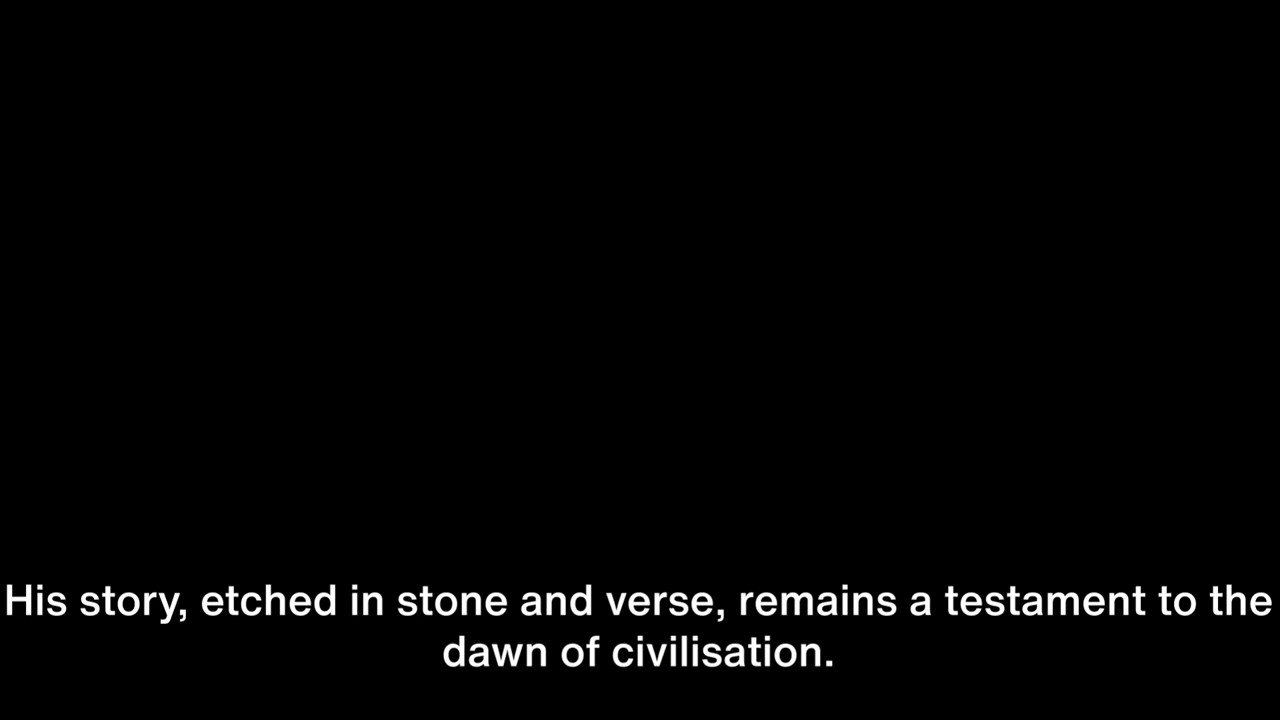 His story, etched in stone and verse, remains a testament to the
dawn of civilisation.